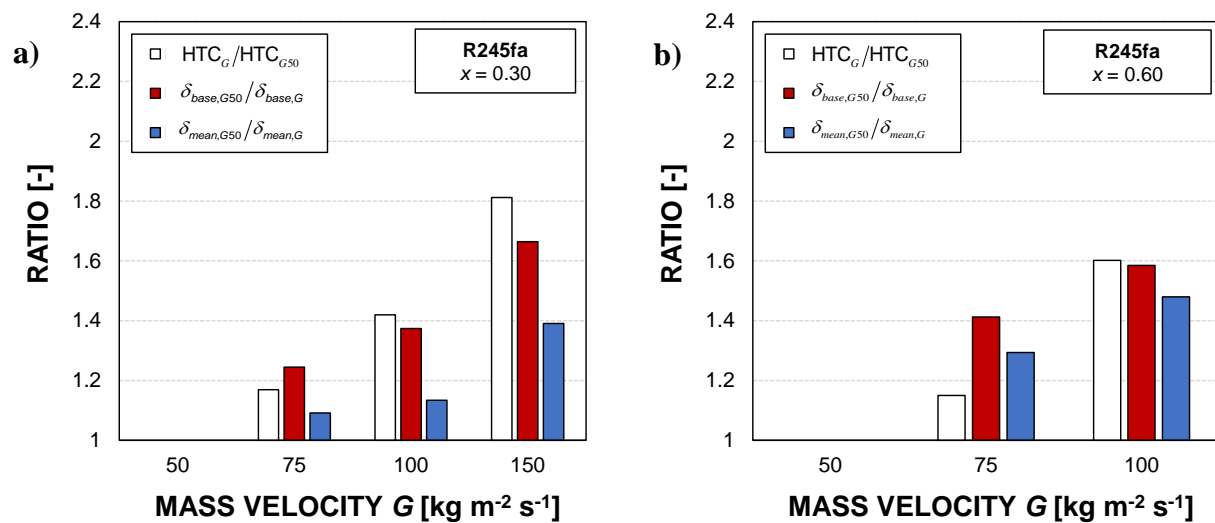 a)
2.4
2.2
2
1.8
1.6
1.4
1.2
1
RATIO [-]
HTC_G/HTC_G50
δ_base,G50/δ_base,G
δ_mean,G50/δ_mean,G
R245fa
x = 0.30
50 75 100 150
MASS VELOCITY G [kg m⁻² s⁻¹]
b)
2.4
2.2
2
1.8
1.6
1.4
1.2
1
RATIO [-]
HTC_G/HTC_G50
δ_base,G50/δ_base,G
δ_mean,G50/δ_mean,G
R245fa
x = 0.60
50 75 100
MASS VELOCITY G [kg m⁻² s⁻¹]